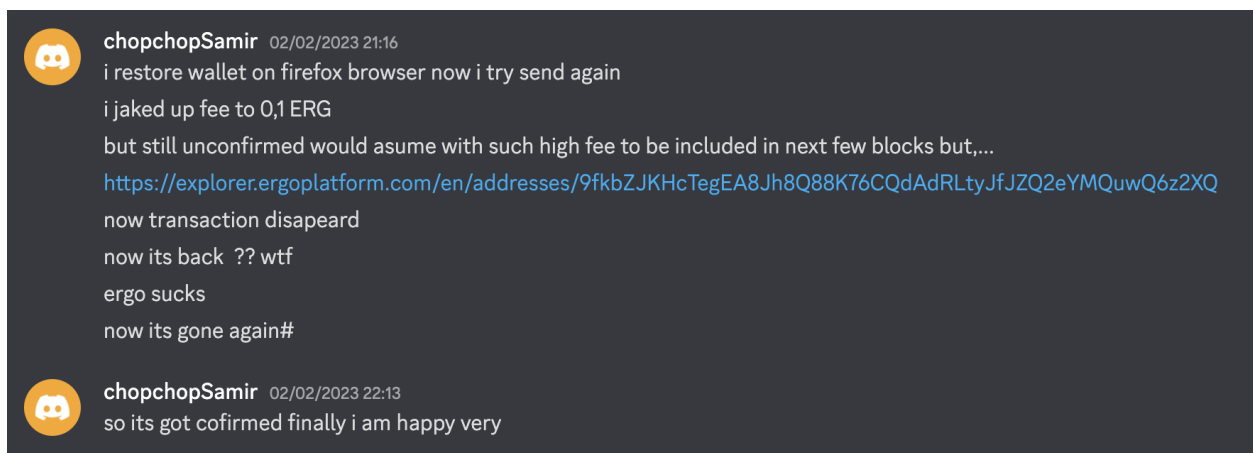 chopchopSamir 02/02/2023 21:16
i restore wallet on firefox browser now i try send again
i jaked up fee to 0,1 ERG
but still unconfirmed would asume with such high fee to be included in next few blocks but,...
https://explorer.ergoplatform.com/en/addresses/9fkbZJKHcTegEA8Jh8Q88K76CQdAdRLtyJfJZQ2eYMQuwQ6z2XQ
now transaction disapeard
now its back ?? wtf
ergo sucks
now its gone again#
chopchopSamir 02/02/2023 22:13
so its got cofirmed finally i am happy very